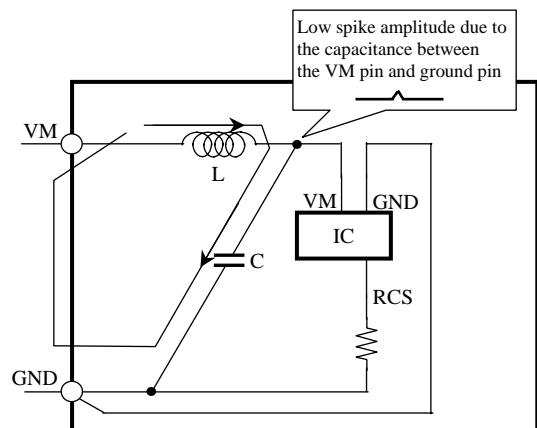 Low spike amplitude due to
the capacitance between
the VM pin and ground pin
VM
L
VM
GND
IC
C
RCS
GND